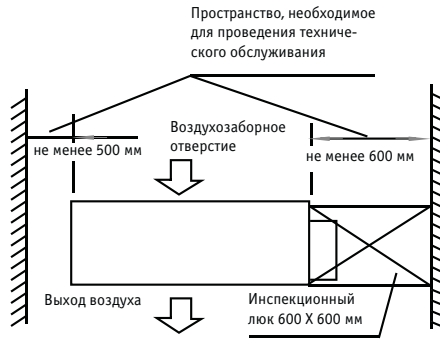 Пространство, необходимое
для проведения техниче-
ского обслуживания
Воздухозаборное
отверстие
не менее 500 мм
не менее 600 мм
Выход воздуха
Инспекционный
люк 600 X 600 мм